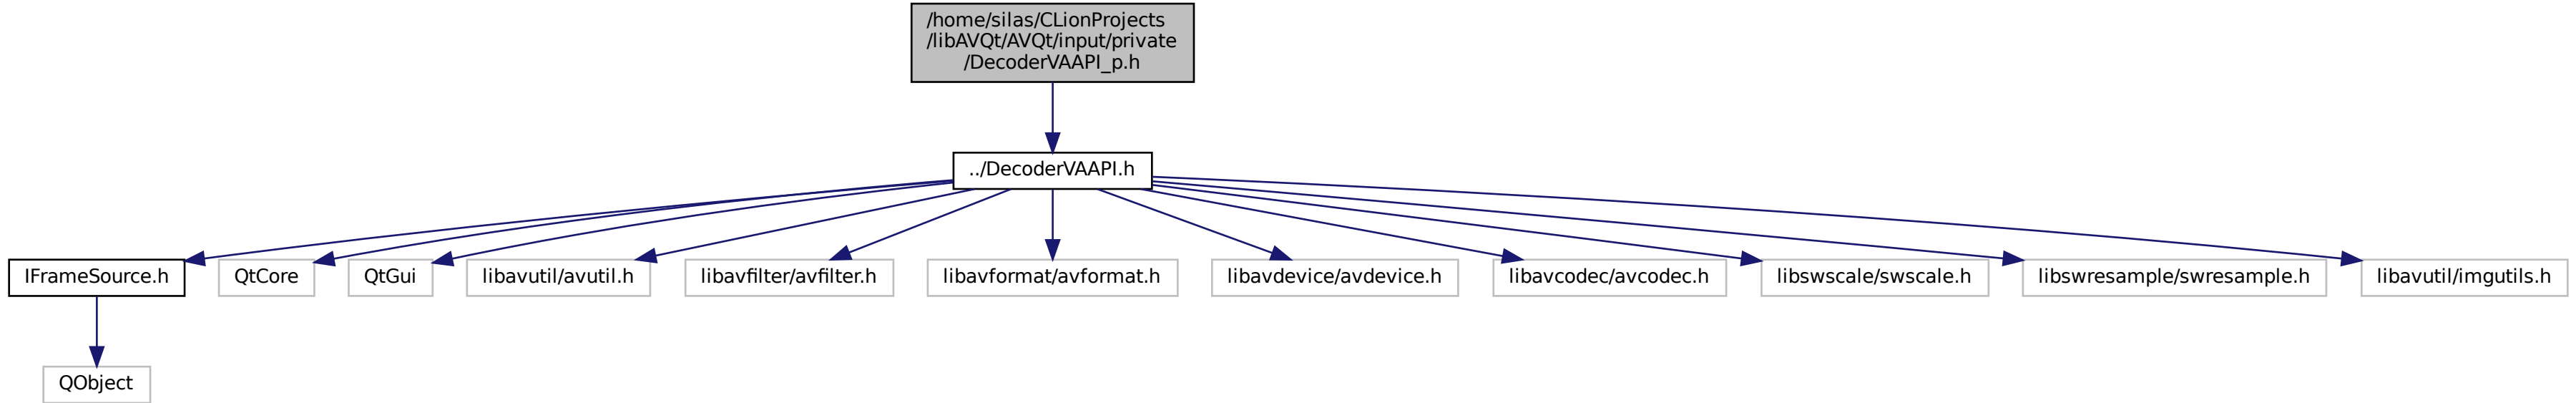 /home/silas/CLionProjects
/libAVQt/AVQt/input/private
/DecoderVAAPI_p.h
../DecoderVAAPI.h
IFrameSource.h
QtCore
QtGui
libavutil/avutil.h
libavfilter/avfilter.h
libavformat/avformat.h
libavdevice/avdevice.h
libavcodec/avcodec.h
libswscale/swscale.h
libswresample/swresample.h
libavutil/imgutils.h
QObject